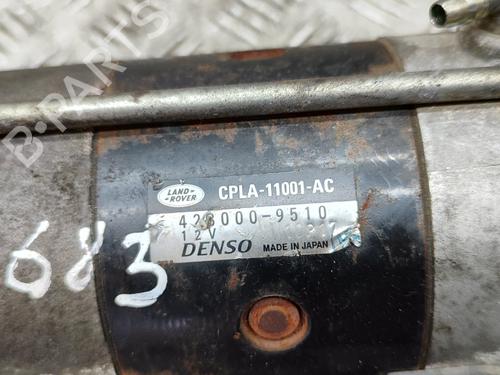 LAND-
ROVER
CPLA-11001-AC
428000-9510
12V
DENSO MADE IN JAPAN
683
B-PARTS